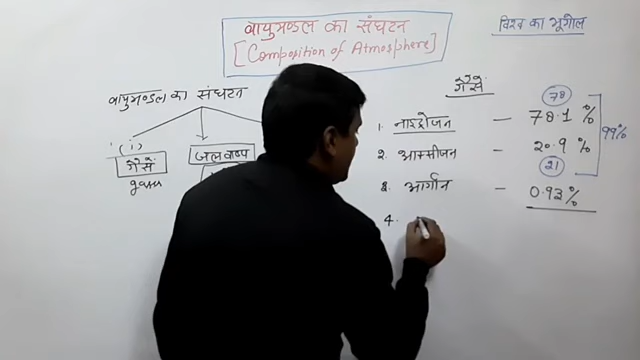 वायुमण्डल का संघटन
[Composition of Atmosphere]
विश्व का भूगोल
वायुमण्डल का संघटन
(i)
गैसें
gases
जलवाष्प
गैसें
78
1. नाइट्रोजन – 78.1 %
2. आक्सीजन – 20.9 %
99%
21
3. आर्गान – 0.93%
4.